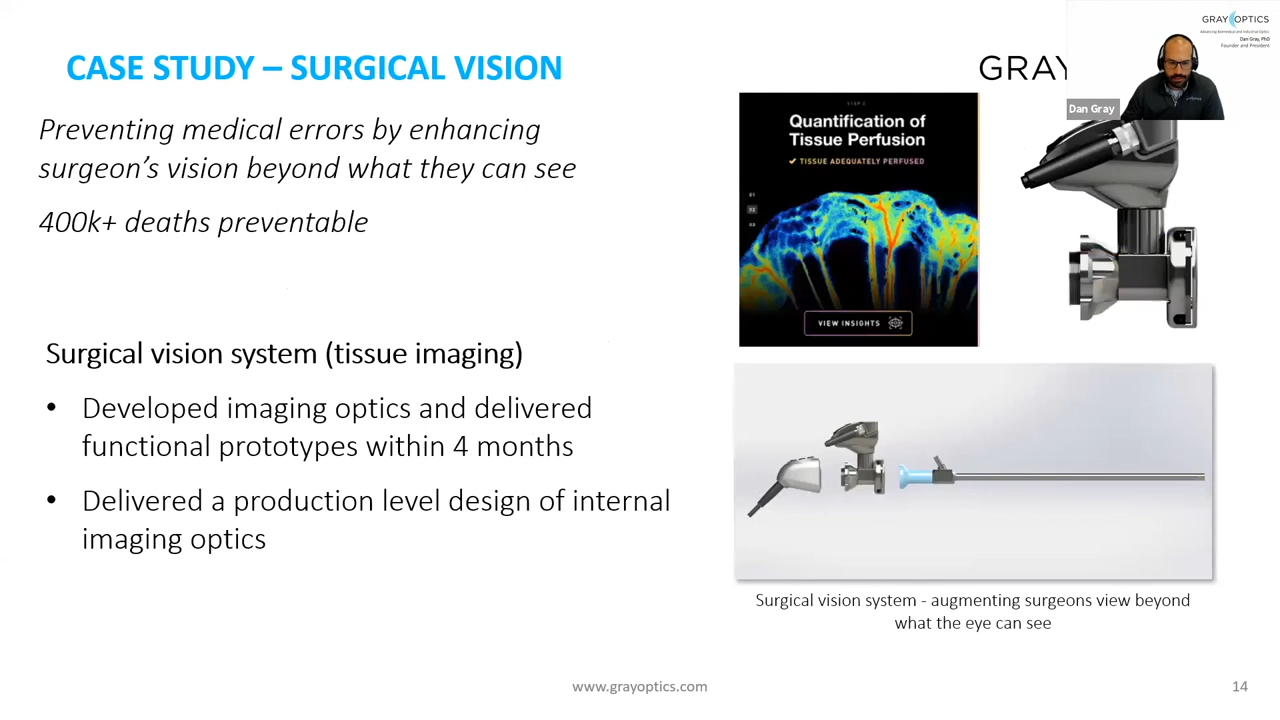 CASE STUDY – SURGICAL VISION
Preventing medical errors by enhancing
surgeon's vision beyond what they can see
400k+ deaths preventable
Surgical vision system (tissue imaging)
• Developed imaging optics and delivered
functional prototypes within 4 months
• Delivered a production level design of internal
imaging optics
GRAY
GRAY OPTICS
Advancing Biomedical and Industrial Optics
Dan Gray, PhD
Founder and President
Dan Gray
STEP 2
Quantification of
Tissue Perfusion
✓ TISSUE ADEQUATELY PERFUSED
01
02
03
VIEW INSIGHTS
Surgical vision system - augmenting surgeons view beyond
what the eye can see
www.grayoptics.com
14